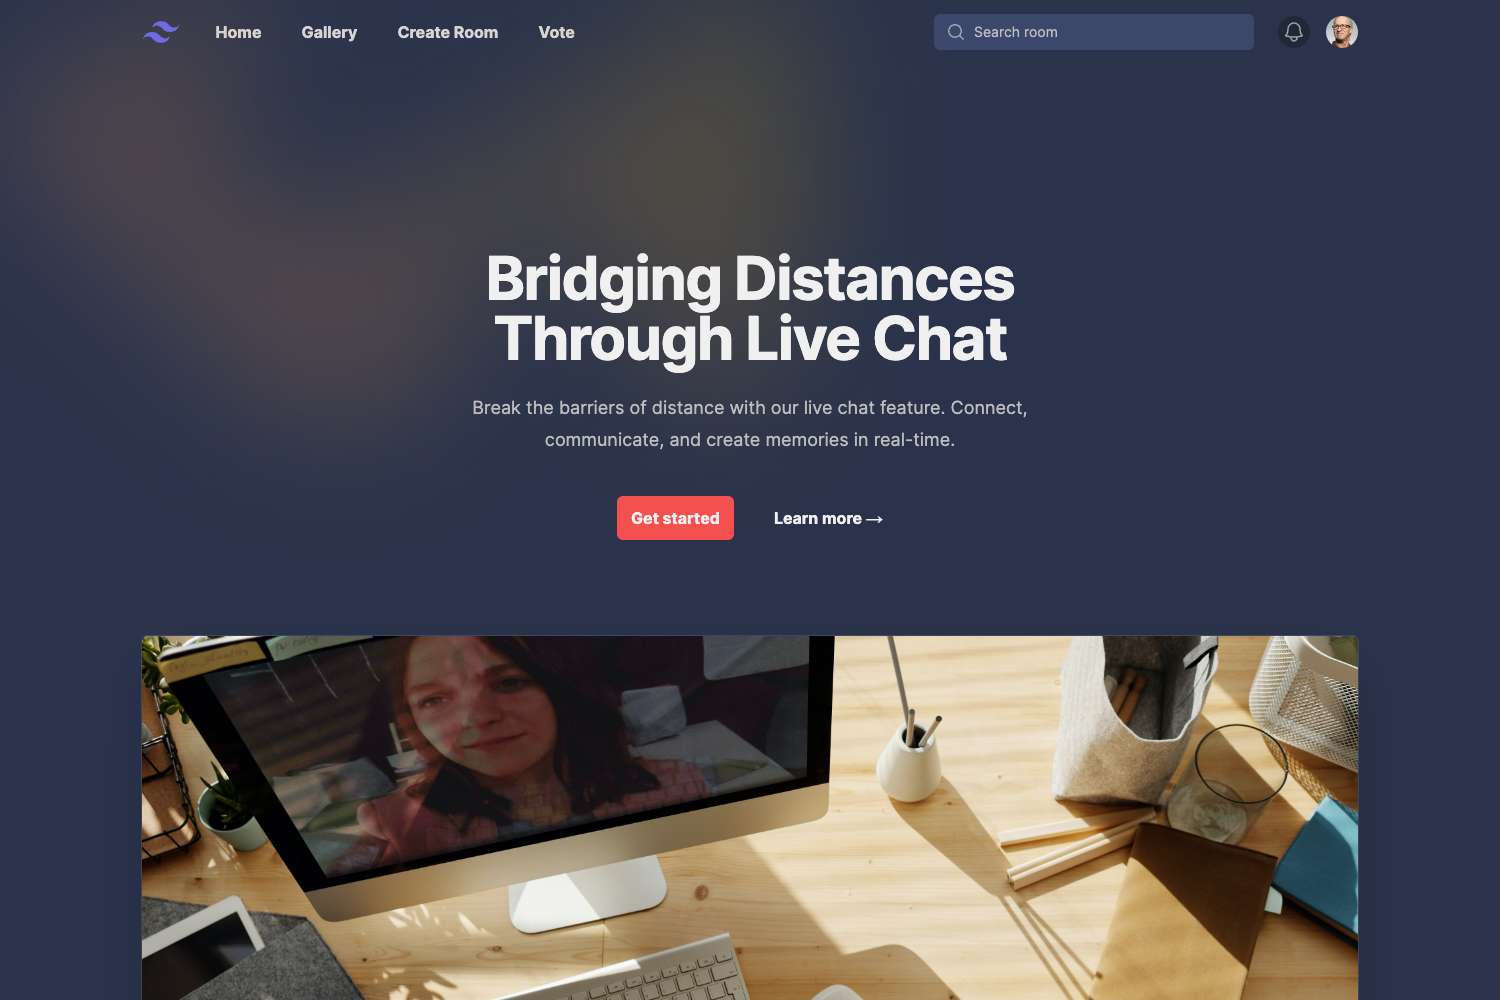 Home
Gallery
Create Room
Vote
Search room
Bridging Distances
Through Live Chat
Break the barriers of distance with our live chat feature. Connect,
communicate, and create memories in real-time.
Get started
Learn more →